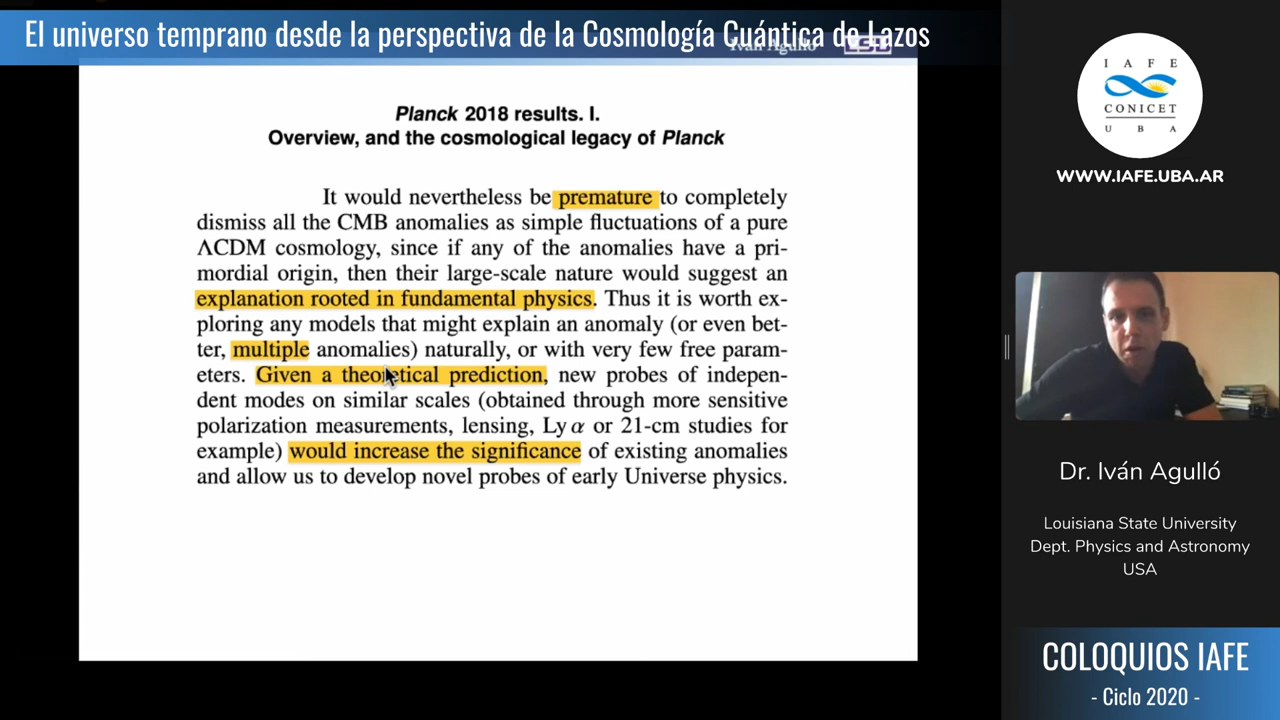 El universo temprano desde la perspectiva de la Cosmología Cuántica de Lazos
Iván Agulló LSU
Planck 2018 results. I.
Overview, and the cosmological legacy of Planck
It would nevertheless be premature to completely
dismiss all the CMB anomalies as simple fluctuations of a pure
ΛCDM cosmology, since if any of the anomalies have a pri-
mordial origin, then their large-scale nature would suggest an
explanation rooted in fundamental physics. Thus it is worth ex-
ploring any models that might explain an anomaly (or even bet-
ter, multiple anomalies) naturally, or with very few free param-
eters. Given a theoretical prediction, new probes of indepen-
dent modes on similar scales (obtained through more sensitive
polarization measurements, lensing, Ly α or 21-cm studies for
example) would increase the significance of existing anomalies
and allow us to develop novel probes of early Universe physics.
IAFE
CONICET
UBA
WWW.IAFE.UBA.AR
Dr. Iván Agulló
Louisiana State University
Dept. Physics and Astronomy
USA
COLOQUIOS IAFE
- Ciclo 2020 -